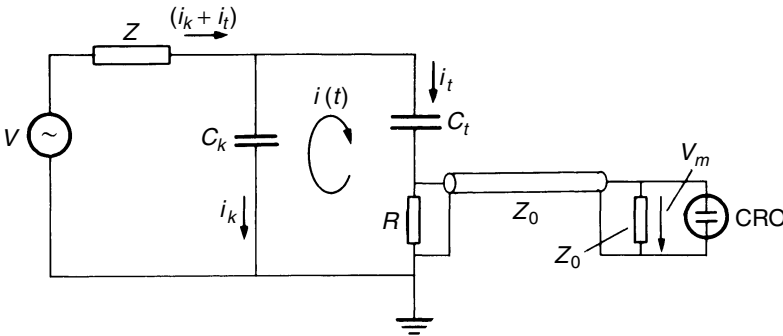 Z
(i_k + i_t)
i_t
i (t)
V
~
C_k
C_t
V_m
i_k
R
Z_0
CRO
Z_0